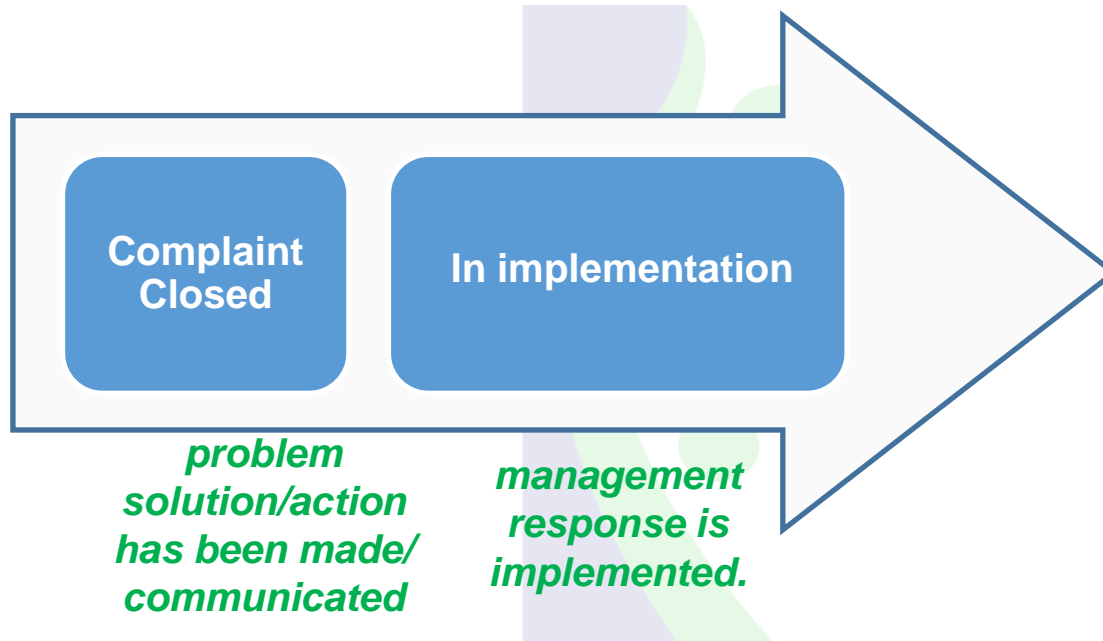 Complaint
Closed
In implementation
problem
solution/action
has been made/
communicated
management
response is
implemented.